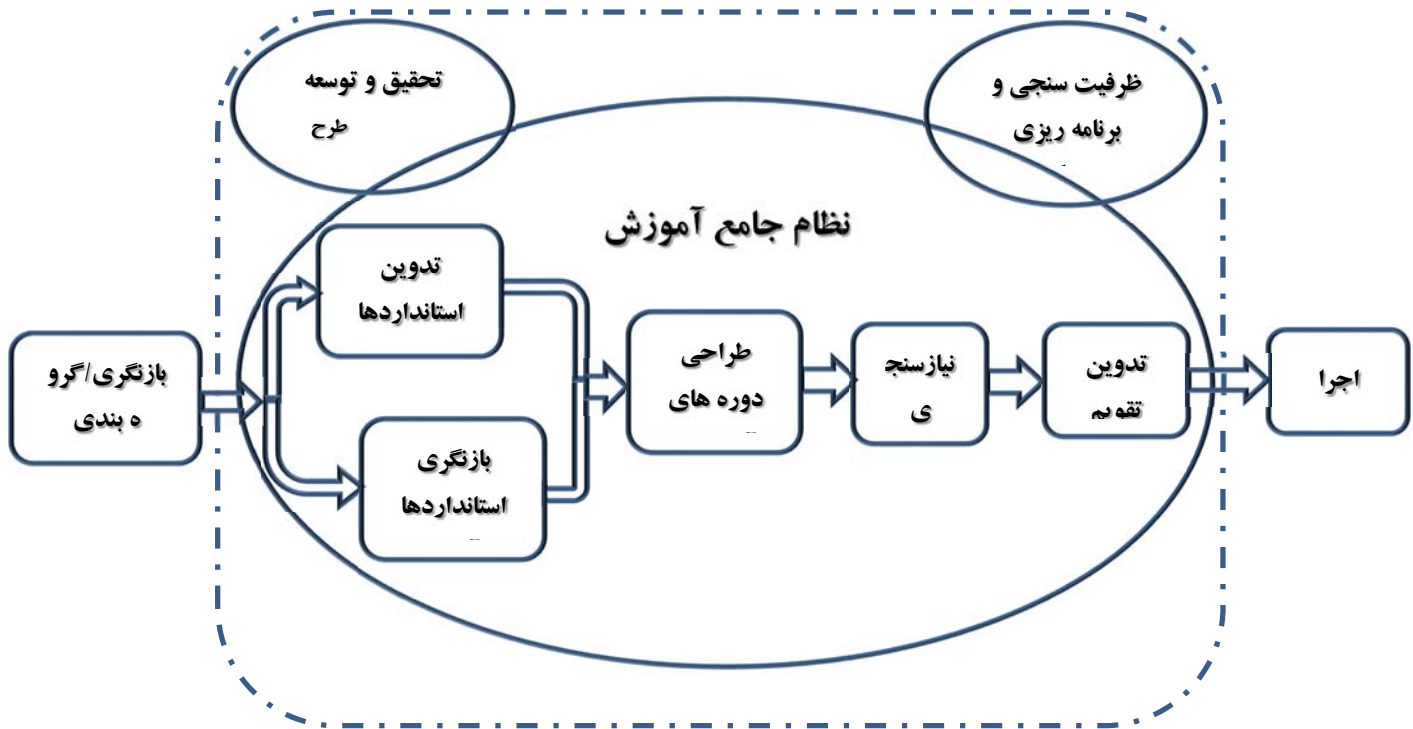 تحقیق و توسعه
طرح
ظرفیت سنجی و
برنامه ریزی
نظام جامع آموزش
بازنگری/گرو
ه بندی
تدوین
استانداردها
بازنگری
استانداردها
طراحی
دوره های
نیازسنج
ی
تدوین
تقویم
اجرا